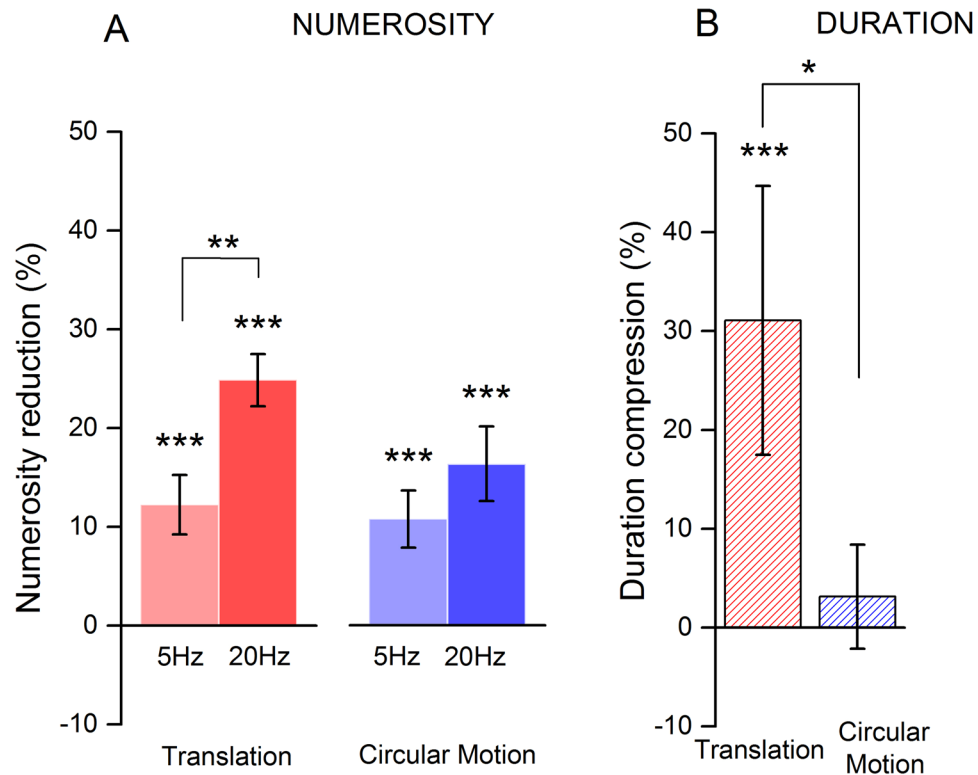 A NUMEROSITY
Numerosity reduction (%)
50
40
30
20
10
0
-10
**
***
***
***
***
5Hz 20Hz 5Hz 20Hz
Translation Circular Motion
B DURATION
Duration compression (%)
50
40
30
20
10
0
-10
*
***
Translation Circular
Motion